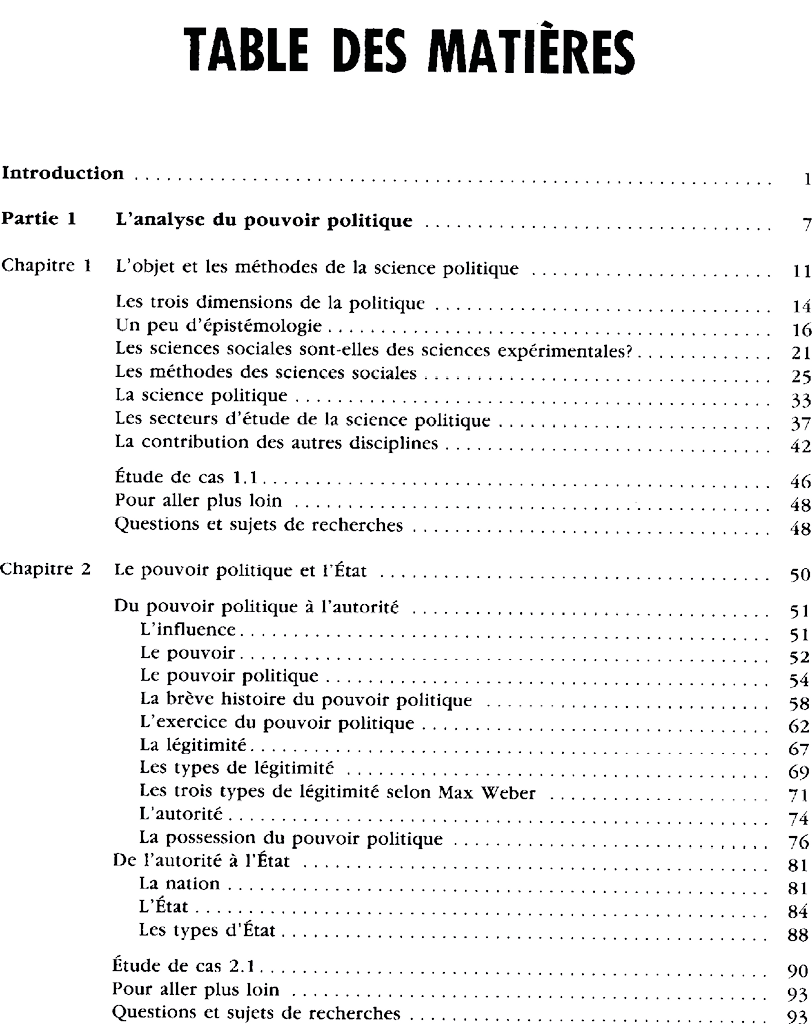 TABLE DES MATIÈRES
Introduction . . . . . . . . . . 1
Partie 1 L'analyse du pouvoir politique . . . . . . . . . . 7
Chapitre 1 L'objet et les méthodes de la science politique . . . . . . . . . . 11
Les trois dimensions de la politique . . . . . . . . . . 14
Un peu d'épistémologie . . . . . . . . . . 16
Les sciences sociales sont-elles des sciences expérimentales? . . . . . . . . . . 21
Les méthodes des sciences sociales . . . . . . . . . . 25
La science politique . . . . . . . . . . 33
Les secteurs d'étude de la science politique . . . . . . . . . . 37
La contribution des autres disciplines . . . . . . . . . . 42
Étude de cas 1.1 . . . . . . . . . . 46
Pour aller plus loin . . . . . . . . . . 48
Questions et sujets de recherches . . . . . . . . . . 48
Chapitre 2 Le pouvoir politique et l'État . . . . . . . . . . 50
Du pouvoir politique à l'autorité . . . . . . . . . . 51
L'influence . . . . . . . . . . 51
Le pouvoir . . . . . . . . . . 52
Le pouvoir politique . . . . . . . . . . 54
La brève histoire du pouvoir politique . . . . . . . . . . 58
L'exercice du pouvoir politique . . . . . . . . . . 62
La légitimité . . . . . . . . . . 67
Les types de légitimité . . . . . . . . . . 69
Les trois types de légitimité selon Max Weber . . . . . . . . . . 71
L'autorité . . . . . . . . . . 74
La possession du pouvoir politique . . . . . . . . . . 76
De l'autorité à l'État . . . . . . . . . . 81
La nation . . . . . . . . . . 81
L'État . . . . . . . . . . 84
Les types d'État . . . . . . . . . . 88
Étude de cas 2.1 . . . . . . . . . . 90
Pour aller plus loin . . . . . . . . . . 93
Questions et sujets de recherches . . . . . . . . . . 93